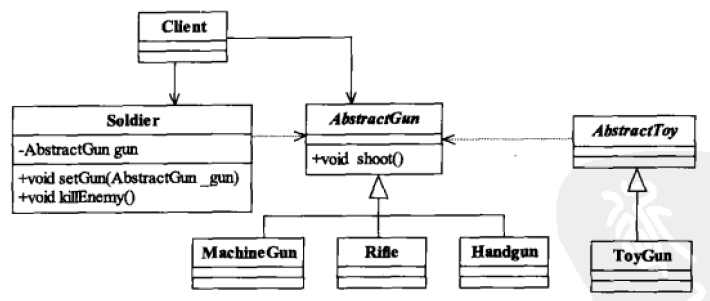 Client
Soldier
-AbstractGun gun
+void setGun(AbstractGun _gun)
+void killEnemy()
AbstractGun
+void shoot()
AbstractToy
MachineGun
Rifle
Handgun
ToyGun